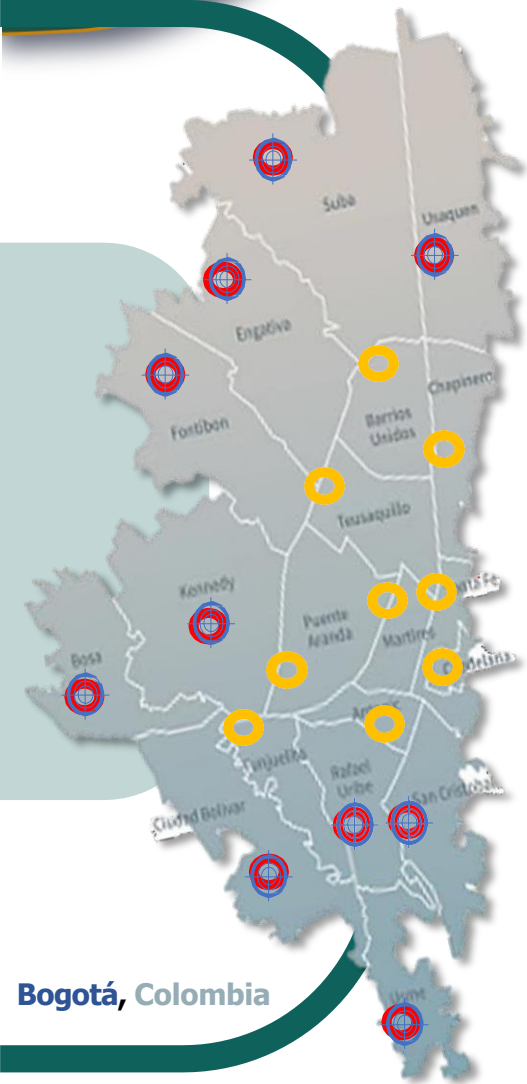 Suba
Usaquen
Engativa
Chapinero
Barrios
Unidos
Fontibon
Teusaquillo
Kennedy
Puente
Aranda
Martires
Bosa
Tunjuelito
Rafael
Uribe
San Cristobal
Ciudad Bolivar
Usme
Bogotá, Colombia